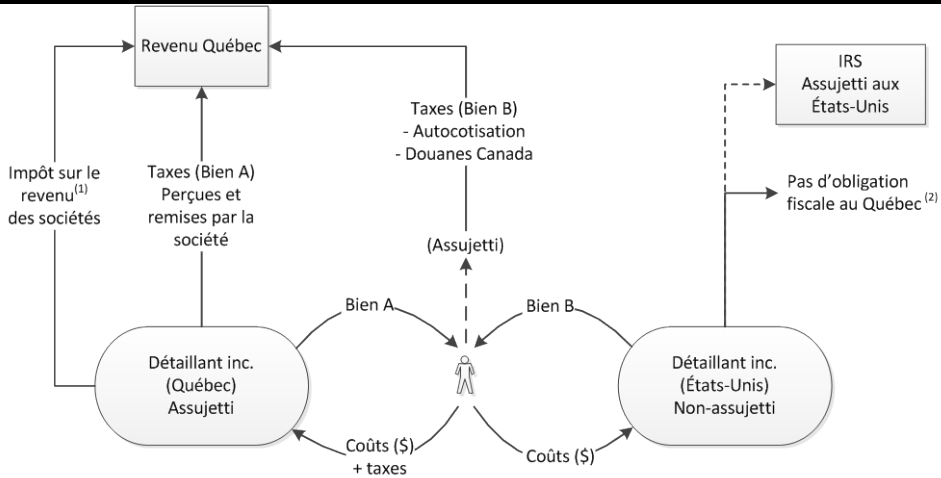 Revenu Québec
IRS
Assujetti aux
États-Unis
Taxes (Bien B)
- Autocotisation
- Douanes Canada
Impôt sur le
revenu(1)
des sociétés
Taxes (Bien A)
Perçues et
remises par la
société
Pas d'obligation
fiscale au Québec (2)
(Assujetti)
Bien A
Bien B
Détaillant inc.
(Québec)
Assujetti
Détaillant inc.
(États-Unis)
Non-assujetti
Coûts ($)
+ taxes
Coûts ($)